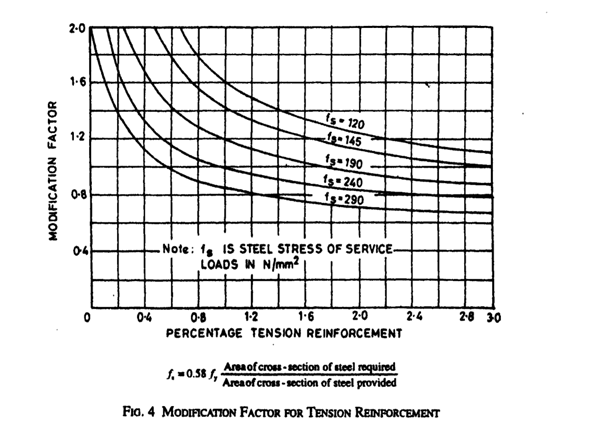 2·0
1·6
1·2
0·8
0·4
MODIFICATION FACTOR
fs = 120
fs = 145
fs = 190
fs = 240
fs = 290
Note: fs IS STEEL STRESS OF SERVICE
LOADS IN N/mm²
0 0·4 0·8 1·2 1·6 2·0 2·4 2·8 3·0
PERCENTAGE TENSION REINFORCEMENT
fs = 0.58 fy Area of cross - section of steel required
Area of cross - section of steel provided
FIG. 4 MODIFICATION FACTOR FOR TENSION REINFORCEMENT